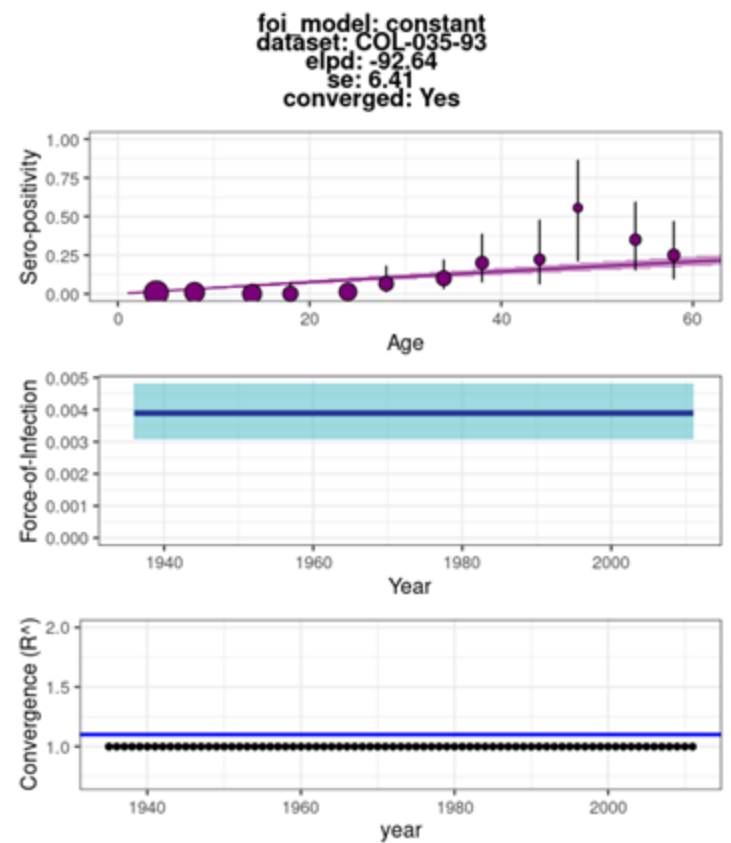 foi_model: constant
dataset: COL-035-93
elpd: -92.64
se: 6.41
converged: Yes
Sero-positivity
1.00
0.75
0.50
0.25
0.00
0
20
40
60
Age
Force-of-Infection
0.005
0.004
0.003
0.002
0.001
0.000
1940
1960
1980
2000
Year
Convergence (R^)
2.0
1.5
1.0
1940
1960
1980
2000
year